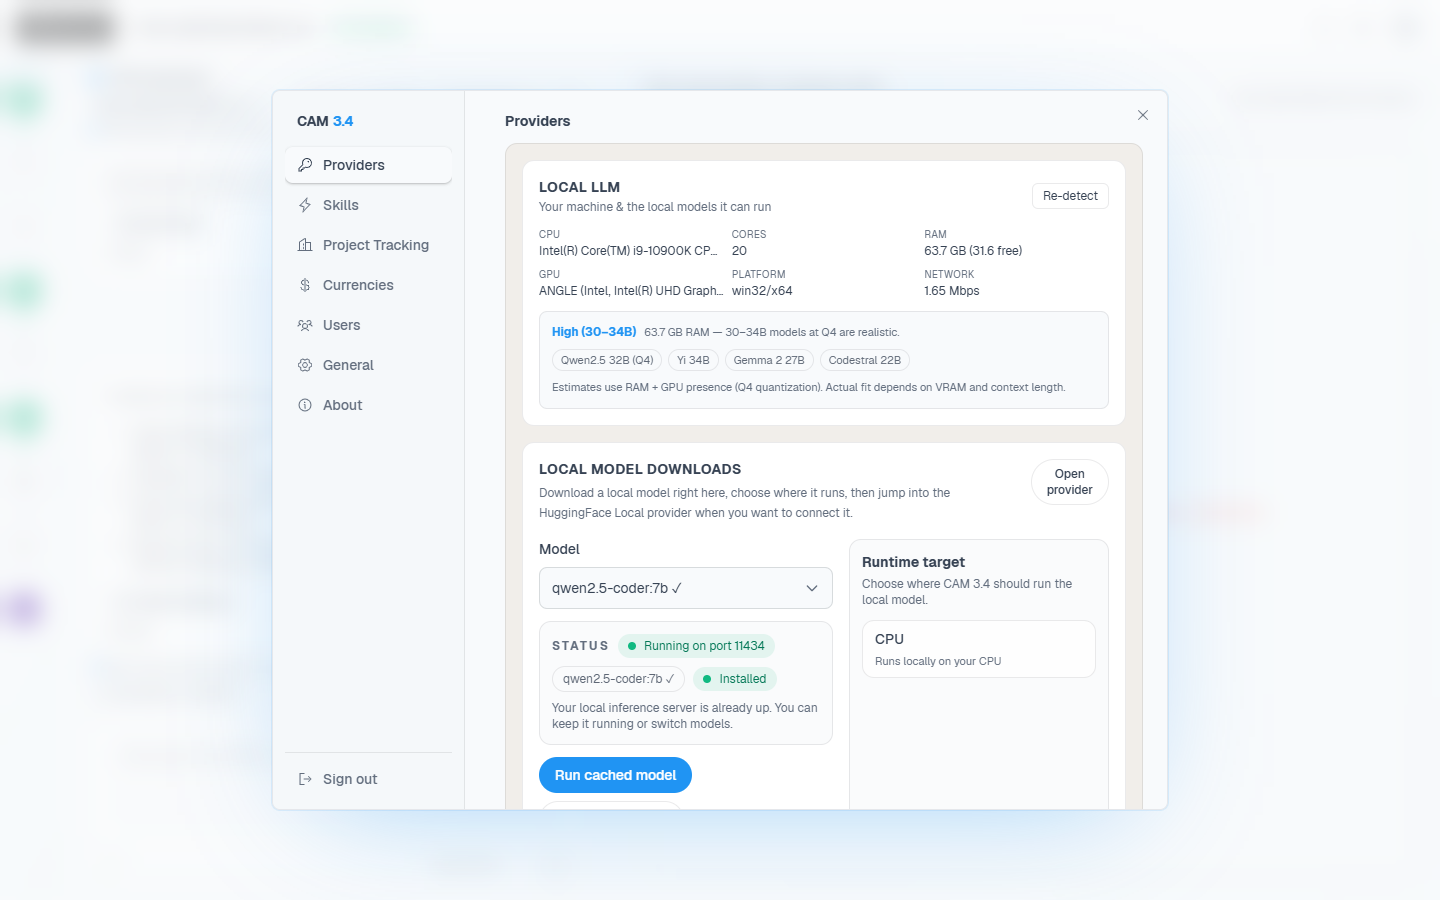 CAM 3.4
Providers
Skills
Project Tracking
Currencies
Users
General
About
Sign out
Providers
LOCAL LLM
Your machine & the local models it can run
Re-detect
CPU
Intel(R) Core(TM) i9-10900K CP...
CORES
20
RAM
63.7 GB (31.6 free)
GPU
ANGLE (Intel, Intel(R) UHD Graph...
PLATFORM
win32/x64
NETWORK
1.65 Mbps
High (30–34B) 63.7 GB RAM — 30–34B models at Q4 are realistic.
Qwen2.5 32B (Q4) Yi 34B Gemma 2 27B Codestral 22B
Estimates use RAM + GPU presence (Q4 quantization). Actual fit depends on VRAM and context length.
LOCAL MODEL DOWNLOADS
Download a local model right here, choose where it runs, then jump into the
HuggingFace Local provider when you want to connect it.
Open
provider
Model
qwen2.5-coder:7b ✓
STATUS Running on port 11434
qwen2.5-coder:7b ✓ Installed
Your local inference server is already up. You can
keep it running or switch models.
Run cached model
Runtime target
Choose where CAM 3.4 should run the
local model.
CPU
Runs locally on your CPU